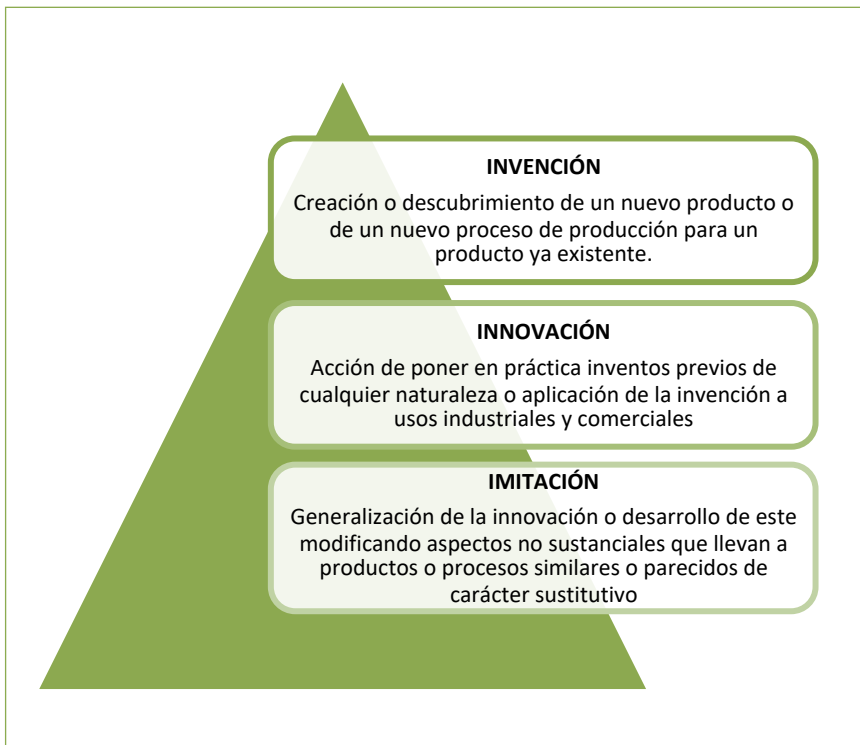 INVENCIÓN
Creación o descubrimiento de un nuevo producto o
de un nuevo proceso de producción para un
producto ya existente.
INNOVACIÓN
Acción de poner en práctica inventos previos de
cualquier naturaleza o aplicación de la invención a
usos industriales y comerciales
IMITACIÓN
Generalización de la innovación o desarrollo de este
modificando aspectos no sustanciales que llevan a
productos o procesos similares o parecidos de
carácter sustitutivo